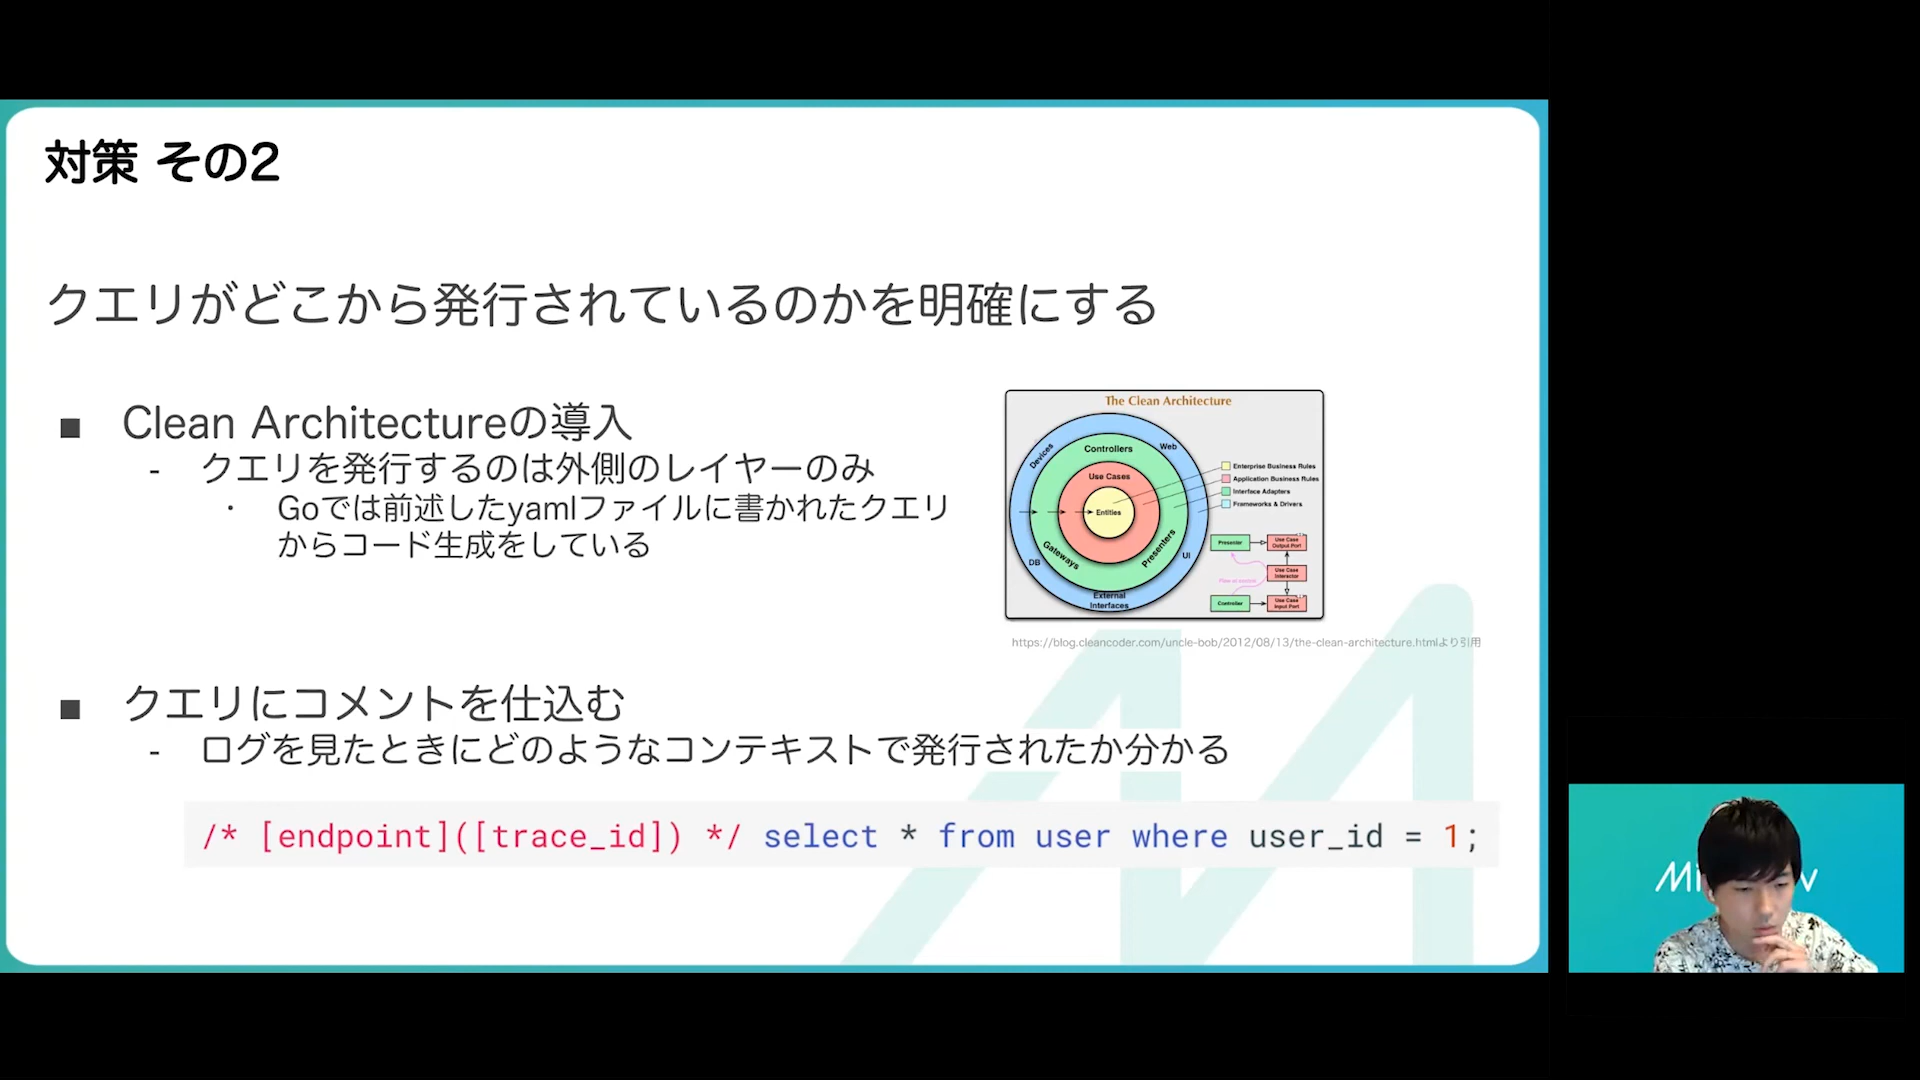 対策 その2
クエリがどこから発行されているのかを明確にする
■ Clean Architectureの導入
- クエリを発行するのは外側のレイヤーのみ
・ Goでは前述したyamlファイルに書かれたクエリ
からコード生成をしている
The Clean Architecture
Devices
Web
Controllers
Use Cases
Entities
Gateways
Presenters
DB
UI
External
Interfaces
Enterprise Business Rules
Application Business Rules
Interface Adapters
Frameworks & Drivers
Presenter
Use Case
Output Port
Use Case
Interactor
Flow of control
Controller
Use Case
Input Port
https://blog.cleancoder.com/uncle-bob/2012/08/13/the-clean-architecture.htmlより引用
■ クエリにコメントを仕込む
- ログを見たときにどのようなコンテキストで発行されたか分かる
/* [endpoint]([trace_id]) */ select * from user where user_id = 1;